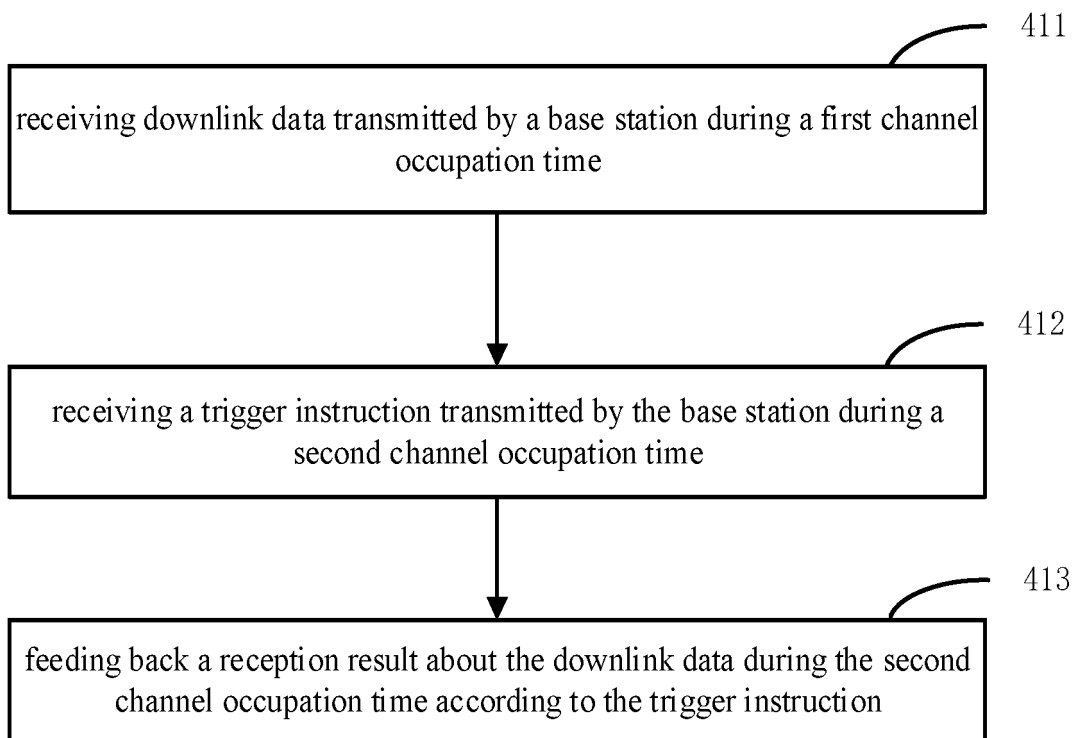 411
receiving downlink data transmitted by a base station during a first channel
occupation time
412
receiving a trigger instruction transmitted by the base station during a
second channel occupation time
413
feeding back a reception result about the downlink data during the second
channel occupation time according to the trigger instruction